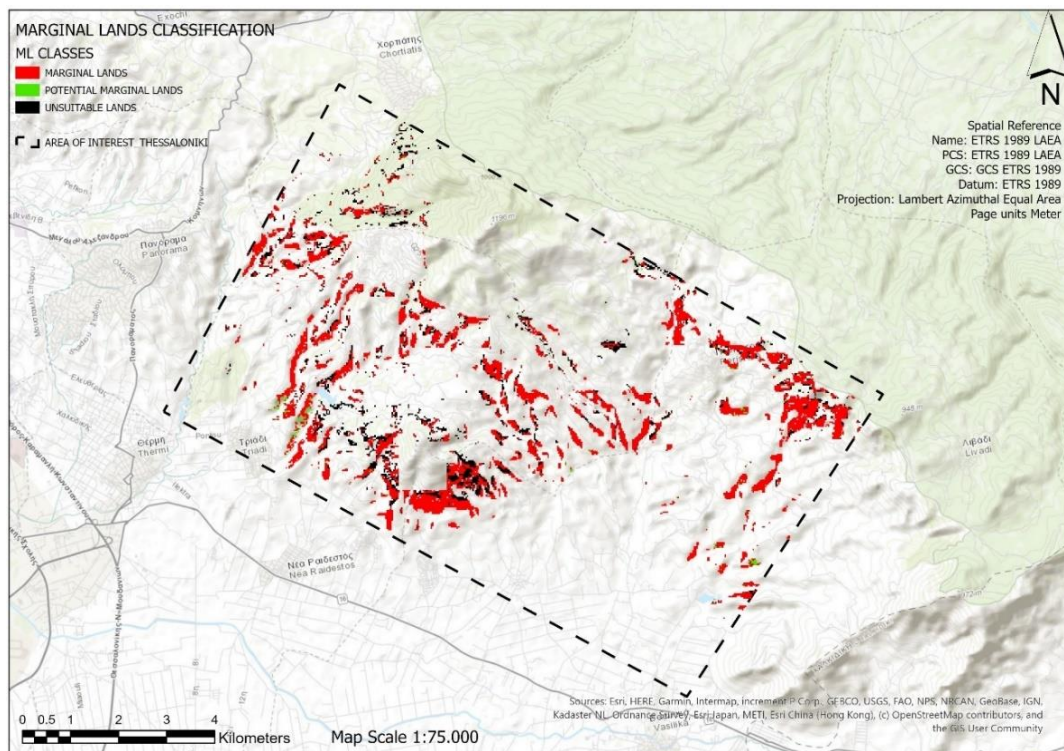 MARGINAL LANDS CLASSIFICATION
ML CLASSES
MARGINAL LANDS
POTENTIAL MARGINAL LANDS
UNSUITABLE LANDS
AREA OF INTEREST_THESSALONIKI
Exochi
Χορτιάτης
Chortiatis
N
Spatial Reference
Name: ETRS 1989 LAEA
PCS: ETRS 1989 LAEA
GCS: GCS ETRS 1989
Datum: ETRS 1989
Projection: Lambert Azimuthal Equal Area
Page units Meter
Πανόραμα
Panorama
Θέρμη
Thermi
Τριάδι
Triadi
948 m
Λιβάδι
Livadi
Νέα Ραιδεστός
Nea Raidestos
16
972 m
0 0.5 1 2 3 4
Kilometers
Map Scale 1:75.000
Sources: Esri, HERE, Garmin, Intermap, increment P Corp., GEBCO, USGS, FAO, NPS, NRCAN, GeoBase, IGN,
Kadaster NL, Ordnance Survey, Esri Japan, METI, Esri China (Hong Kong), (c) OpenStreetMap contributors, and
the GIS User Community
Vasilika